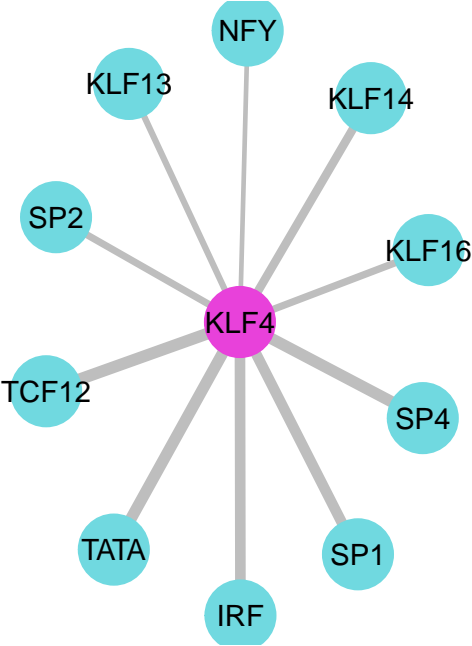 NFY
KLF13
KLF14
SP2
KLF16
KLF4
TCF12
SP4
TATA
SP1
IRF